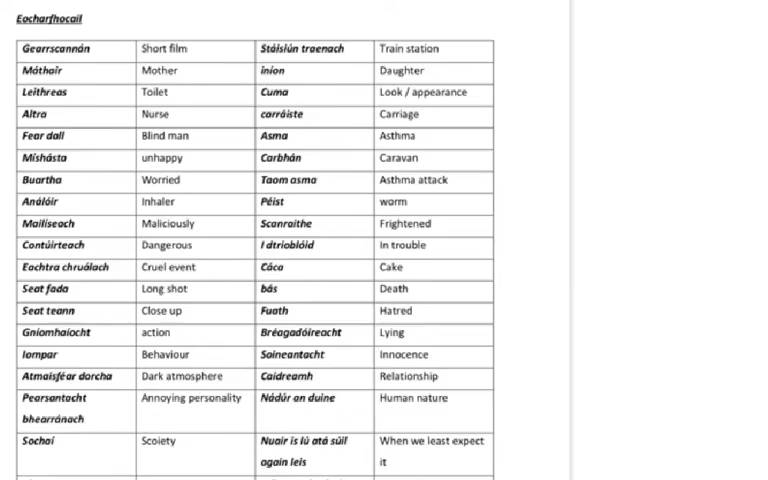 Eocharfhocail
Gearrscannán Short film Stáisiún traenach Train station
Máthair Mother iníon Daughter
Leithreas Toilet Cuma Look / appearance
Altra Nurse carráiste Carriage
Fear dall Blind man Asma Asthma
Míshásta unhappy Carbhán Caravan
Buartha Worried Taom asma Asthma attack
Análóir Inhaler Péist worm
Mailíseach Maliciously Scanraithe Frightened
Contúirteach Dangerous I dtrioblóid In trouble
Eachtra chruálach Cruel event Cáca Cake
Seat fada Long shot bás Death
Seat teann Close up Fuath Hatred
Gníomhaíocht action Bréagadóireacht Lying
Iompar Behaviour Soineantacht Innocence
Atmaisféar dorcha Dark atmosphere Caidreamh Relationship
Pearsantacht Annoying personality Nádúr an duine Human nature
bhearránach
Sochaí Scoiety Nuair is lú atá súil When we least expect
again leis it